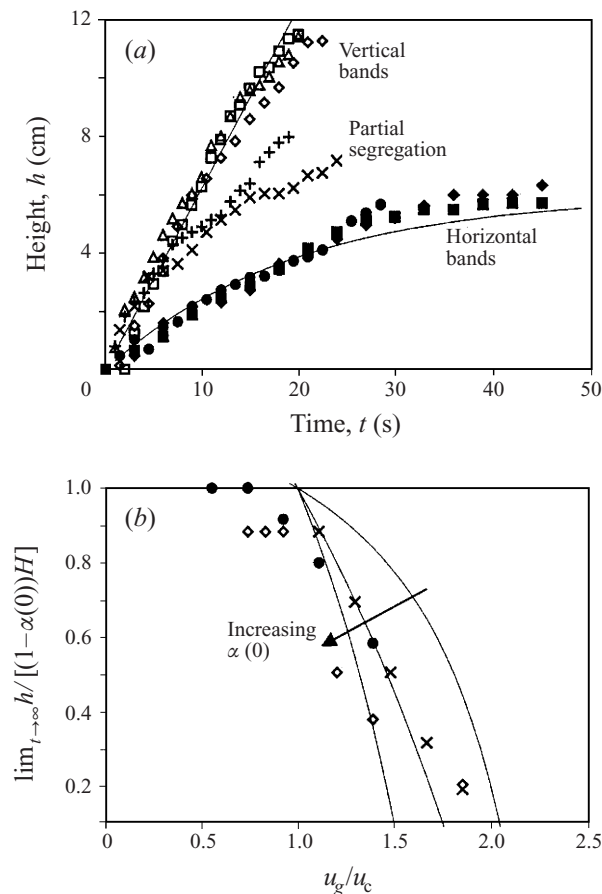 12
(a)
Vertical
bands
8
Partial
segregation
Height, h (cm)
4
Horizontal
bands
0 10 20 30 40 50
Time, t (s)
1.0
(b)
0.8
Increasing
α (0)
0.6
0.4
0.2
lim t→∞ h/[(1−α(0))H]
0 0.5 1.0 1.5 2.0 2.5
u_g/u_c